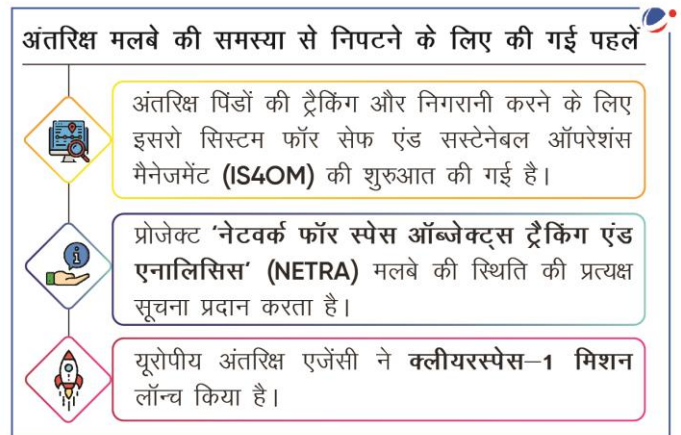 अंतरिक्ष मलबे की समस्या से निपटने के लिए की गई पहलें
अंतरिक्ष पिंडों की ट्रैकिंग और निगरानी करने के लिए
इसरो सिस्टम फॉर सेफ एंड सस्टेनेबल ऑपरेशंस
मैनेजमेंट (IS4OM) की शुरुआत की गई है।
प्रोजेक्ट ‘नेटवर्क फॉर स्पेस ऑब्जेक्ट्स ट्रैकिंग एंड
एनालिसिस’ (NETRA) मलबे की स्थिति की प्रत्यक्ष
सूचना प्रदान करता है।
यूरोपीय अंतरिक्ष एजेंसी ने क्लीयरस्पेस–1 मिशन
लॉन्च किया है।